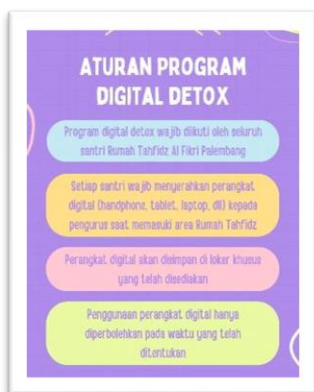 ATURAN PROGRAM
DIGITAL DETOX
Program digital detox wajib diikuti oleh seluruh
santri Rumah Tahfidz Al Fikri Palembang
Setiap santri wajib menyerahkan perangkat
digital (handphone, tablet, laptop, dll) kepada
pengurus saat memasuki area Rumah Tahfidz
Perangkat digital akan disimpan di loker khusus
yang telah disediakan
Penggunaan perangkat digital hanya
diperbolehkan pada waktu yang telah
ditentukan